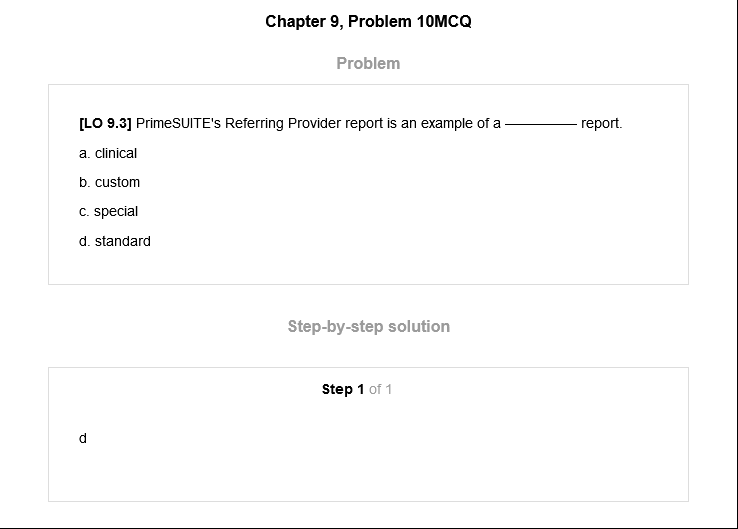 Chapter 9, Problem 10MCQ
Problem
[LO 9.3] PrimeSUITE's Referring Provider report is an example of a ———— report.
a. clinical
b. custom
c. special
d. standard
Step-by-step solution
Step 1 of 1
d